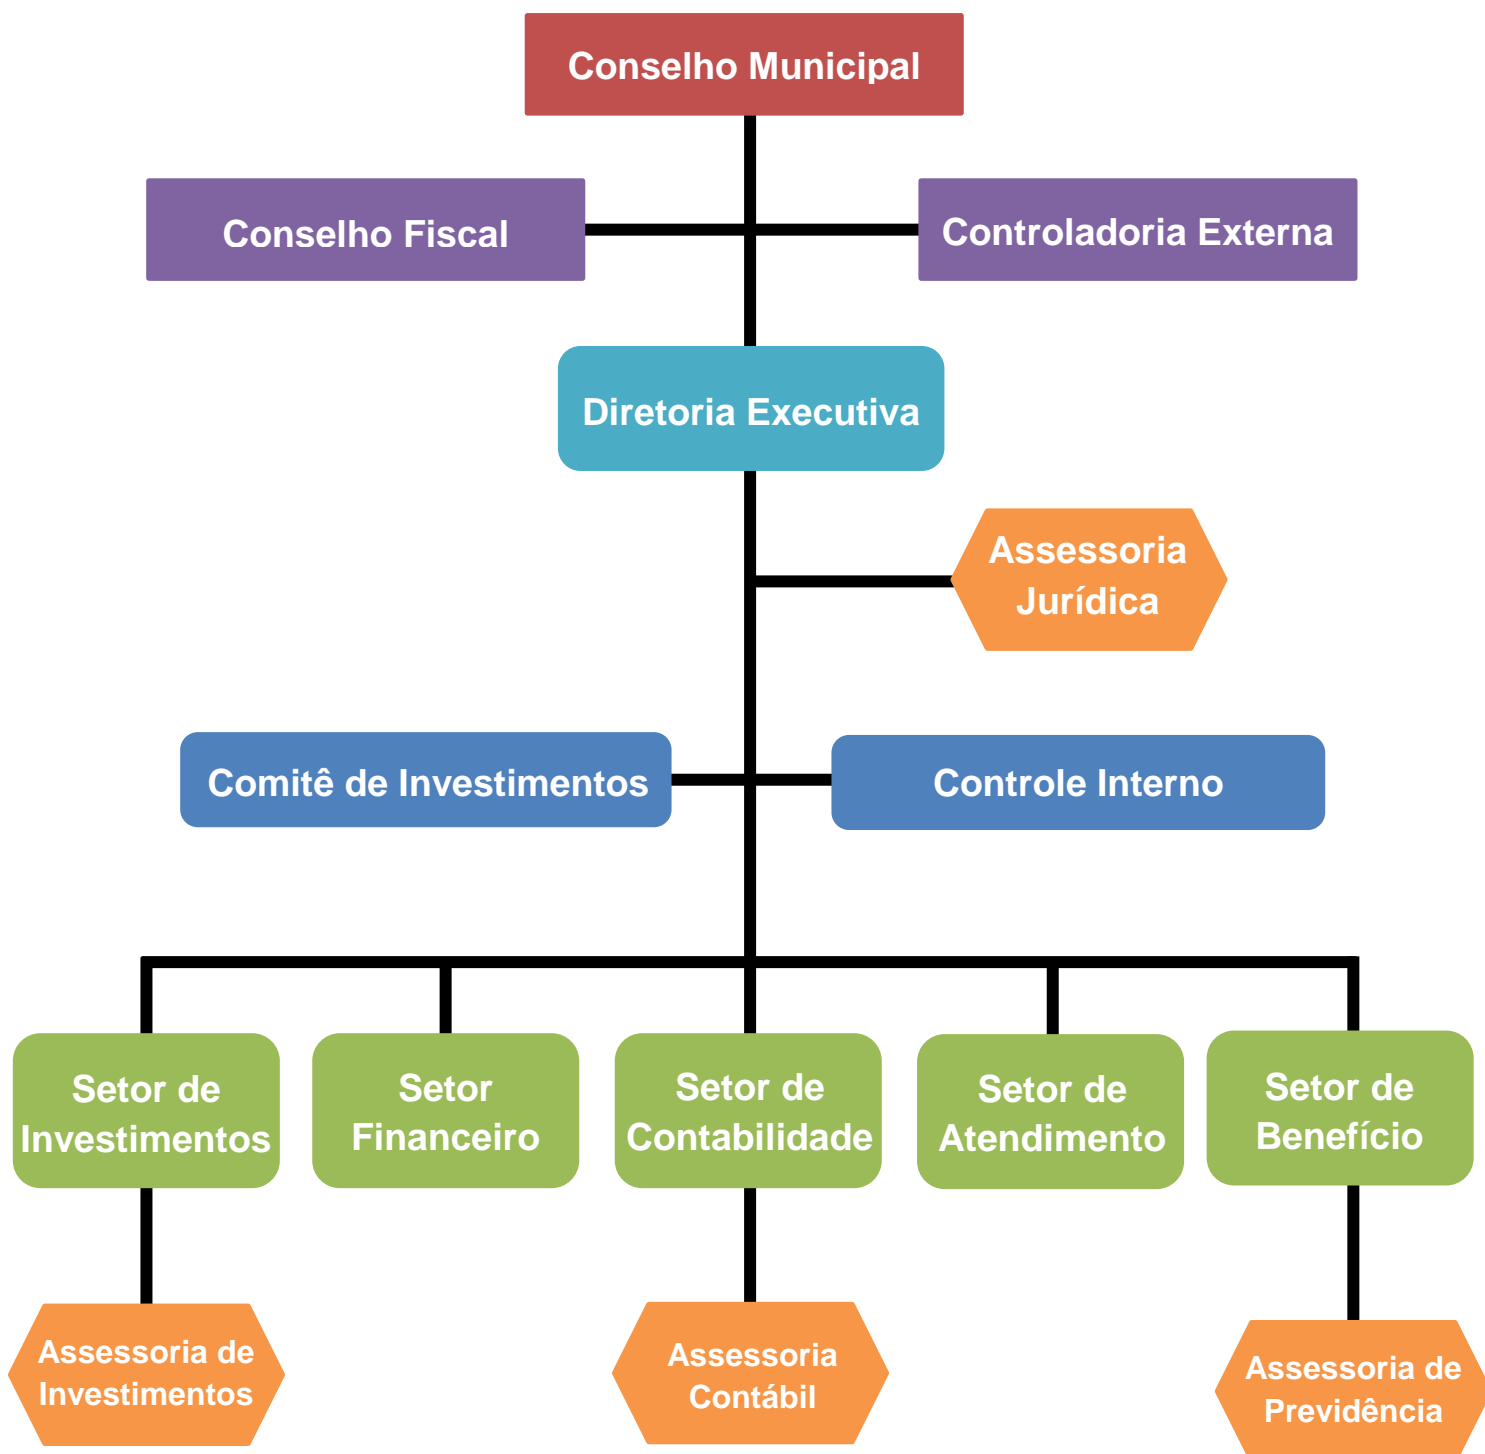 Conselho Municipal
Conselho Fiscal
Controladoria Externa
Diretoria Executiva
Assessoria
Jurídica
Comitê de Investimentos
Controle Interno
Setor de
Investimentos
Setor
Financeiro
Setor de
Contabilidade
Setor de
Atendimento
Setor de
Benefício
Assessoria de
Investimentos
Assessoria
Contábil
Assessoria de
Previdência